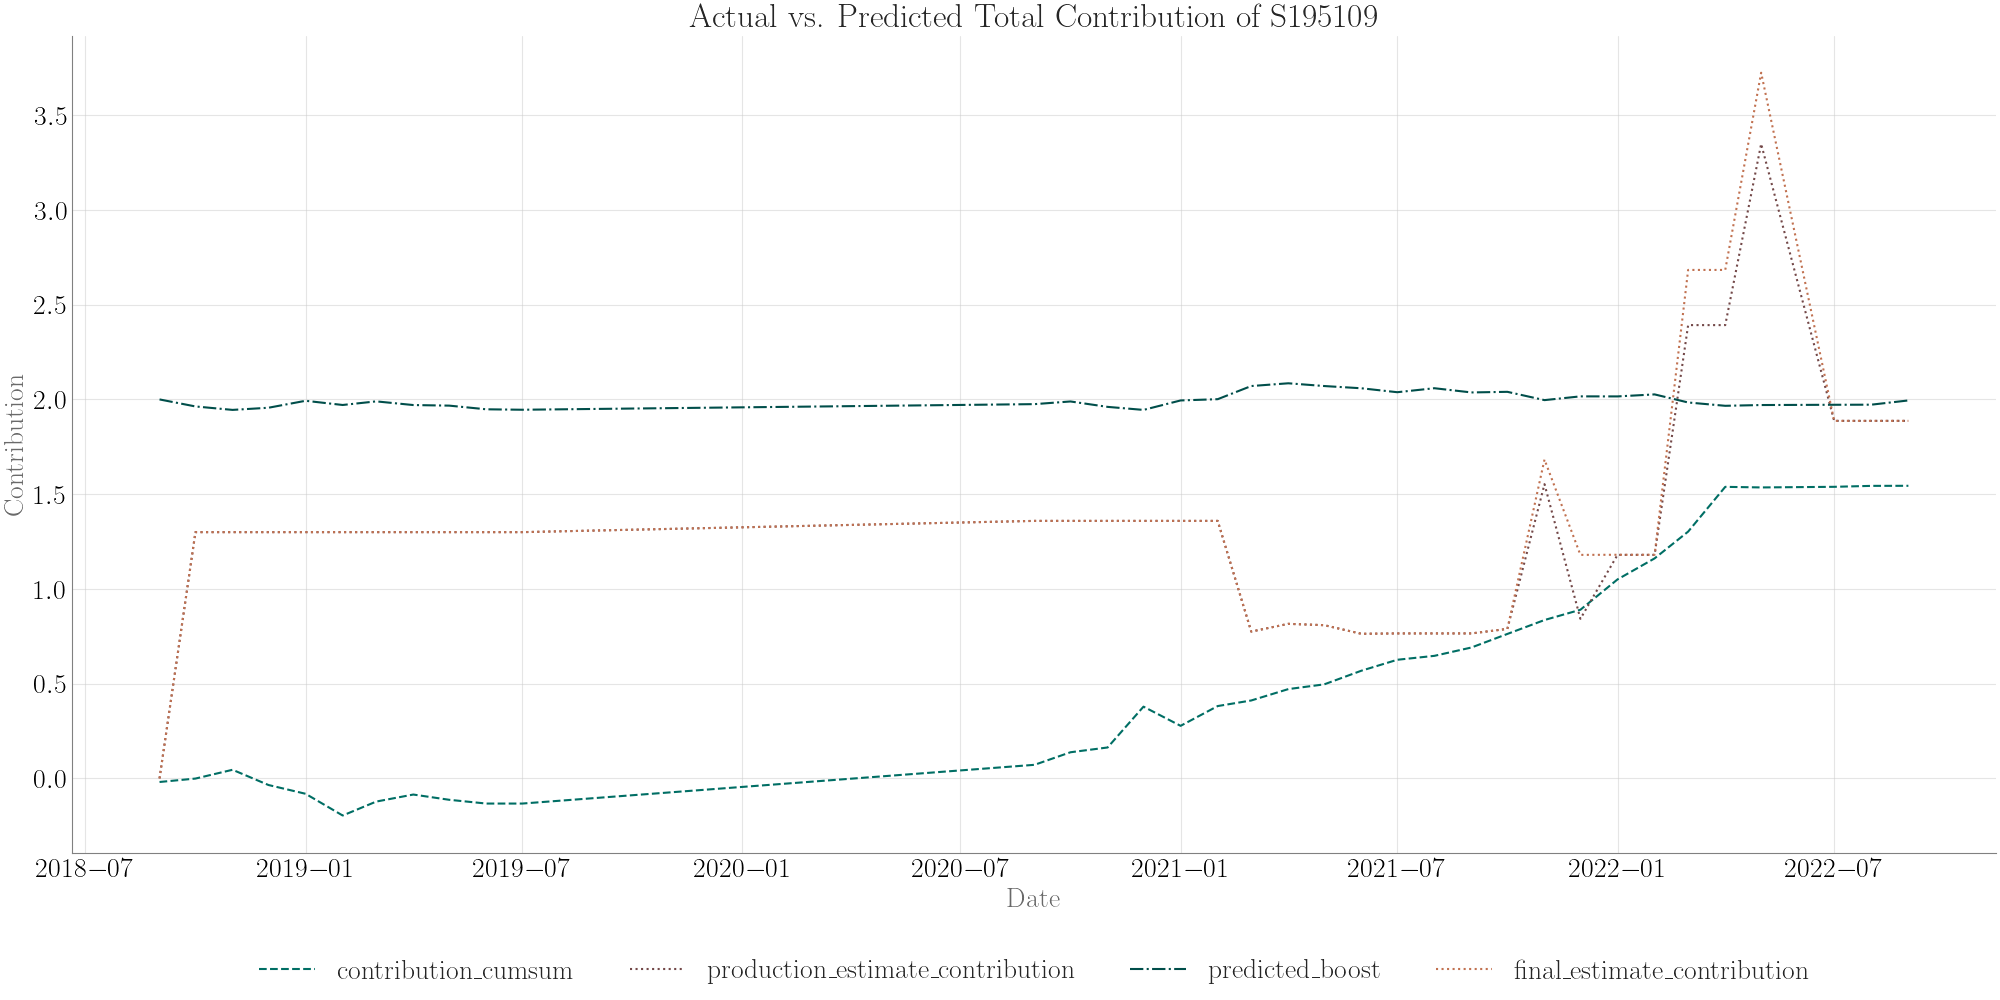 Actual vs. Predicted Total Contribution of S195109
Contribution
3.5
3.0
2.5
2.0
1.5
1.0
0.5
0.0
2018−07 2019−01 2019−07 2020−01 2020−07 2021−01 2021−07 2022−01 2022−07
Date
contribution_cumsum production_estimate_contribution predicted_boost final_estimate_contribution